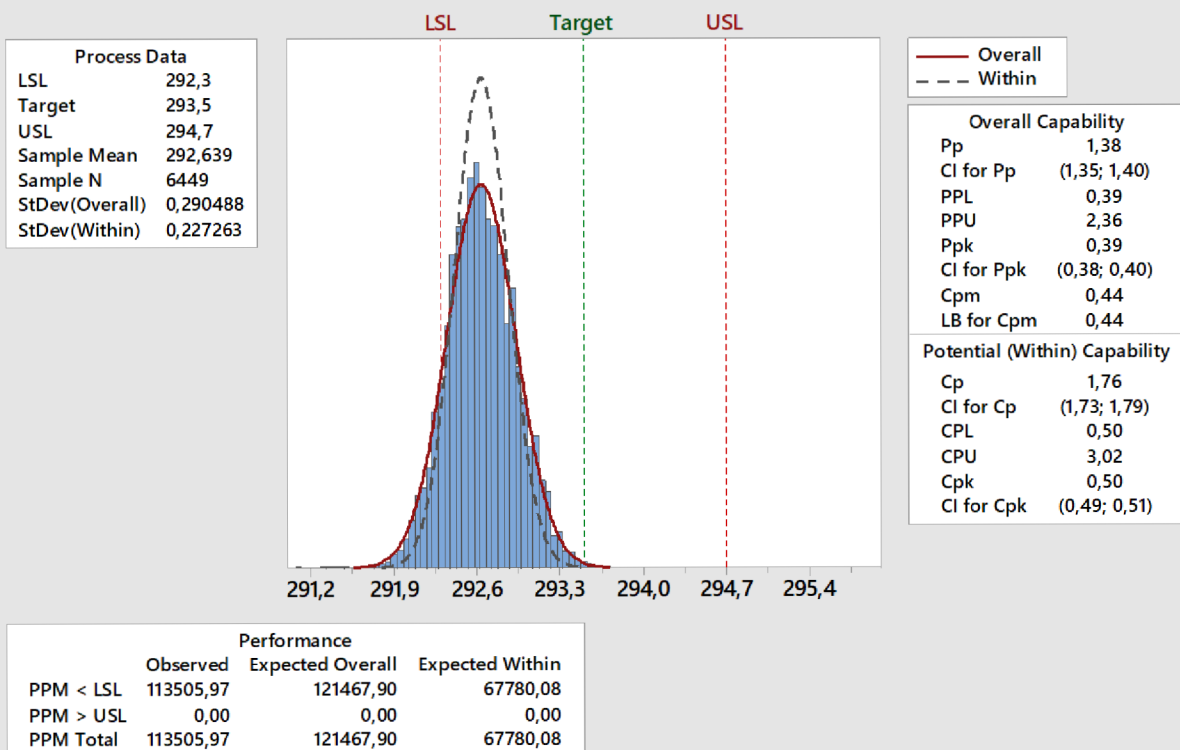 LSL Target USL
Process Data
LSL 292,3
Target 293,5
USL 294,7
Sample Mean 292,639
Sample N 6449
StDev(Overall) 0,290488
StDev(Within) 0,227263
Overall
Within
Overall Capability
Pp 1,38
CI for Pp (1,35; 1,40)
PPL 0,39
PPU 2,36
Ppk 0,39
CI for Ppk (0,38; 0,40)
Cpm 0,44
LB for Cpm 0,44
Potential (Within) Capability
Cp 1,76
CI for Cp (1,73; 1,79)
CPL 0,50
CPU 3,02
Cpk 0,50
CI for Cpk (0,49; 0,51)
291,2 291,9 292,6 293,3 294,0 294,7 295,4
Performance
Observed Expected Overall Expected Within
PPM < LSL 113505,97 121467,90 67780,08
PPM > USL 0,00 0,00 0,00
PPM Total 113505,97 121467,90 67780,08